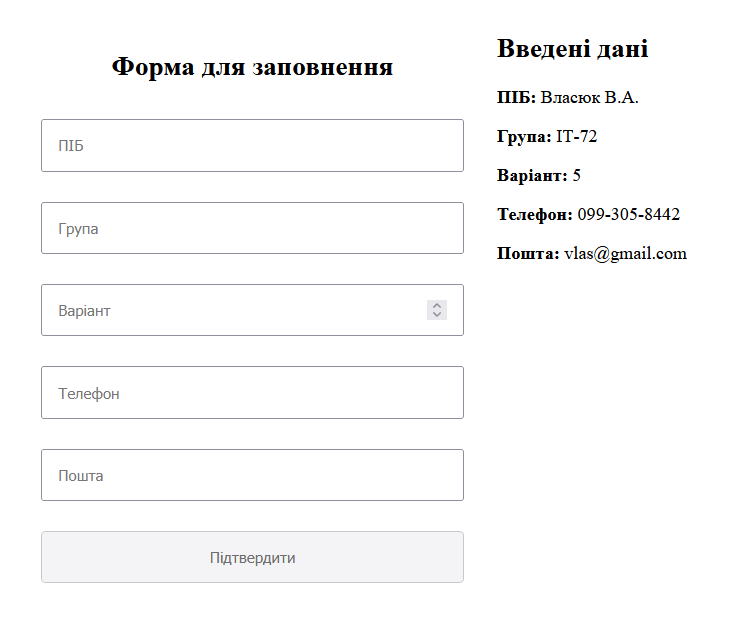 Форма для заповнення
ПІБ
Група
Варіант
Телефон
Пошта
Підтвердити
Введені дані
ПІБ: Власюк В.А.
Група: ІТ-72
Варіант: 5
Телефон: 099-305-8442
Пошта: vlas@gmail.com